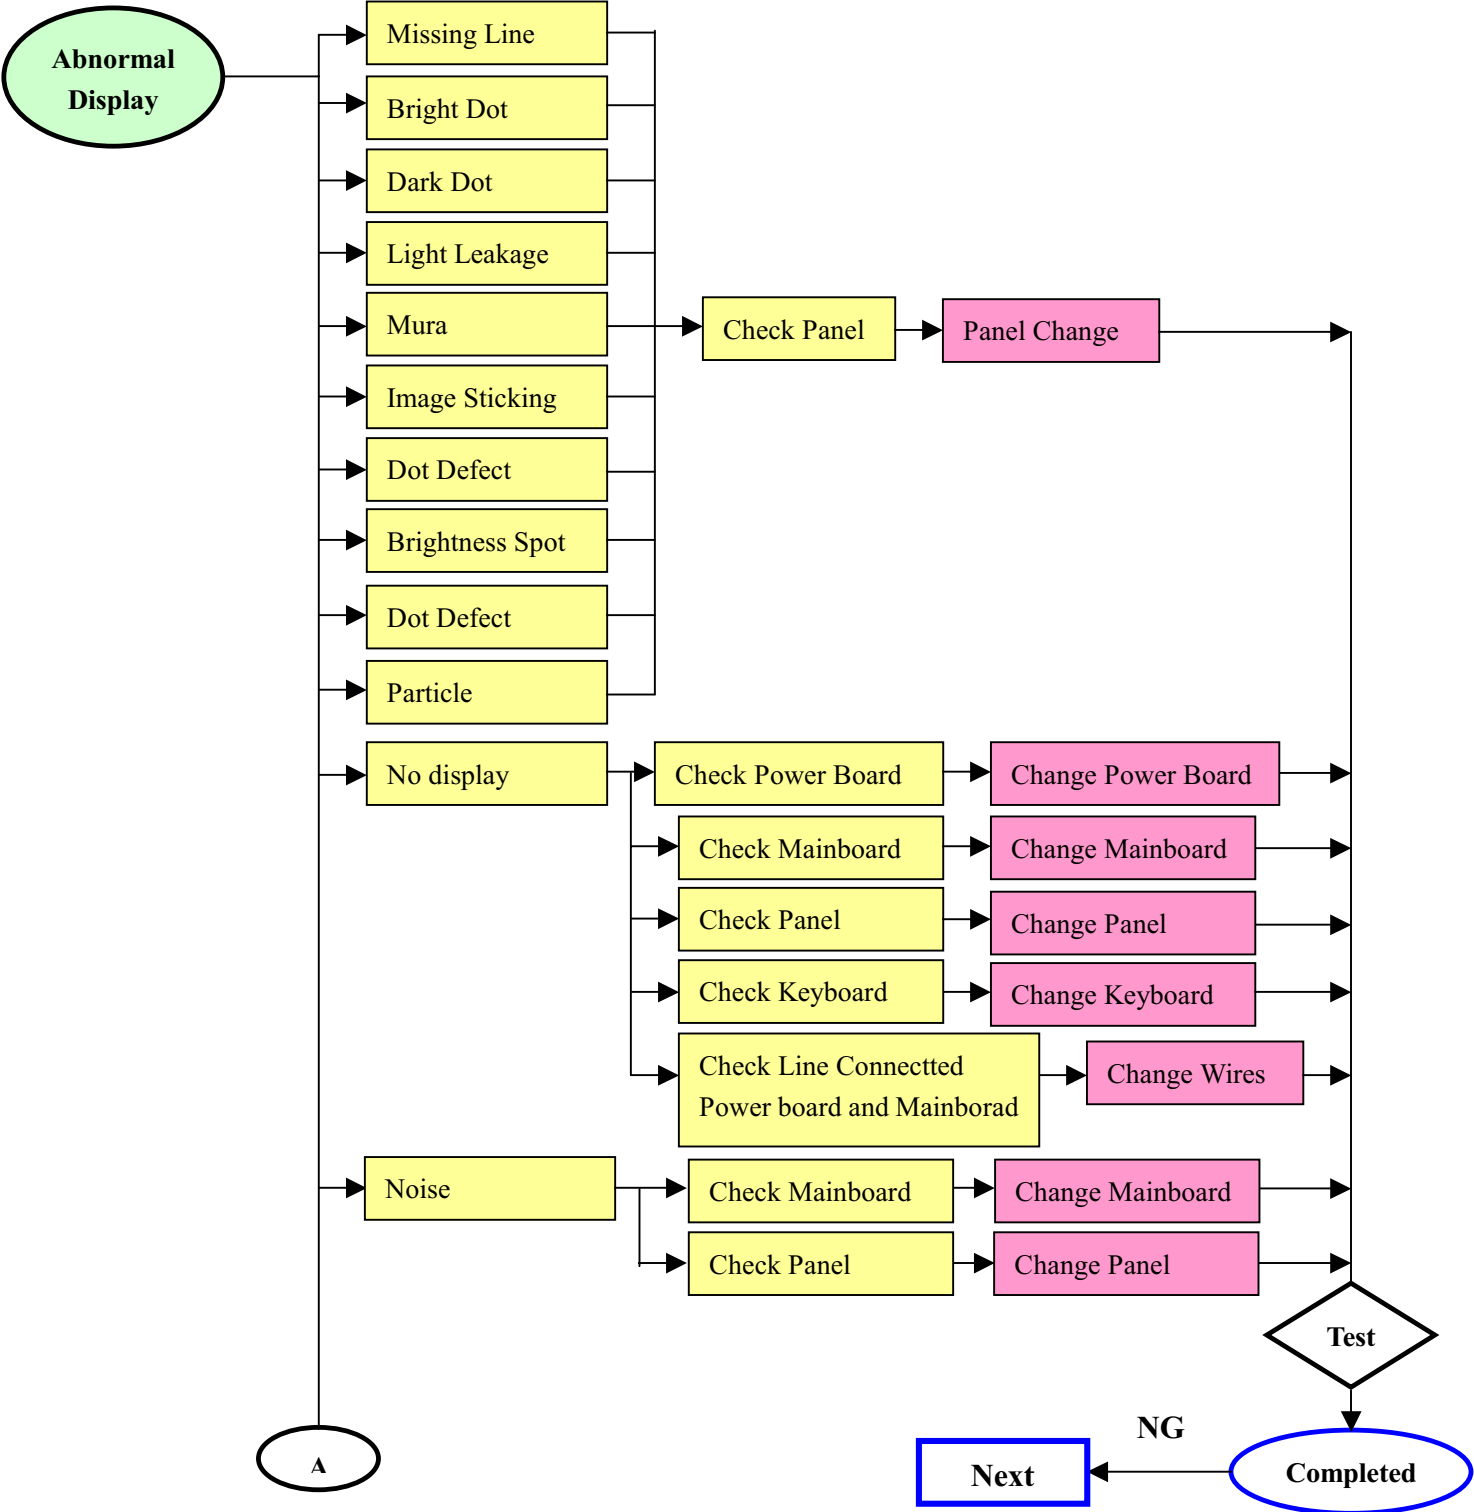 Abnormal
Display
Missing Line
Bright Dot
Dark Dot
Light Leakage
Mura
Check Panel
Panel Change
Image Sticking
Dot Defect
Brightness Spot
Dot Defect
Particle
No display
Check Power Board
Change Power Board
Check Mainboard
Change Mainboard
Check Panel
Change Panel
Check Keyboard
Change Keyboard
Check Line Connectted
Power board and Mainborad
Change Wires
Noise
Check Mainboard
Change Mainboard
Check Panel
Change Panel
Test
NG
A
Next
Completed